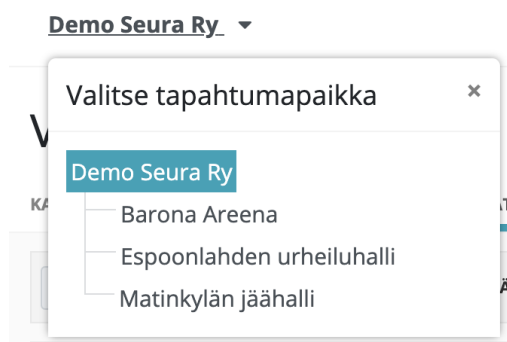 Demo Seura Ry
Valitse tapahtumapaikka ×
Demo Seura Ry
Barona Areena
Espoonlahden urheiluhalli
Matinkylän jäähalli